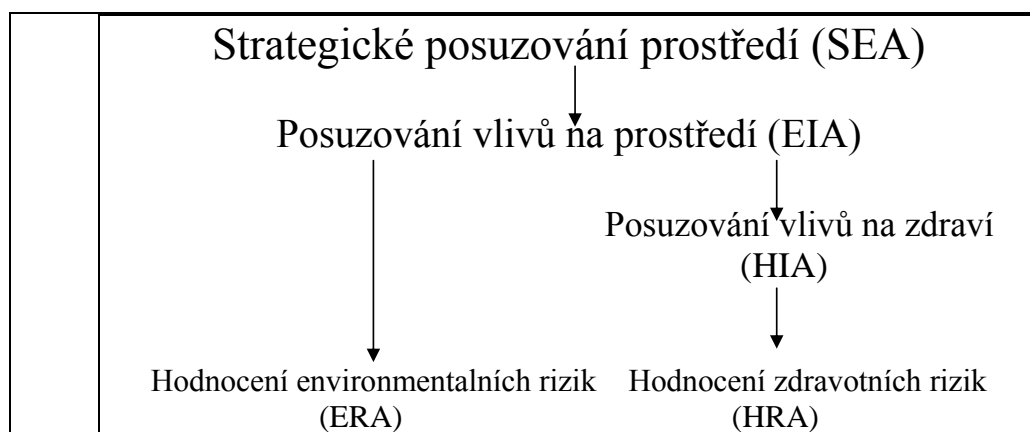 Strategické posuzování prostředí (SEA)
Posuzování vlivů na prostředí (EIA)
Posuzování vlivů na zdraví
(HIA)
Hodnocení environmentalních rizik
(ERA)
Hodnocení zdravotních rizik
(HRA)